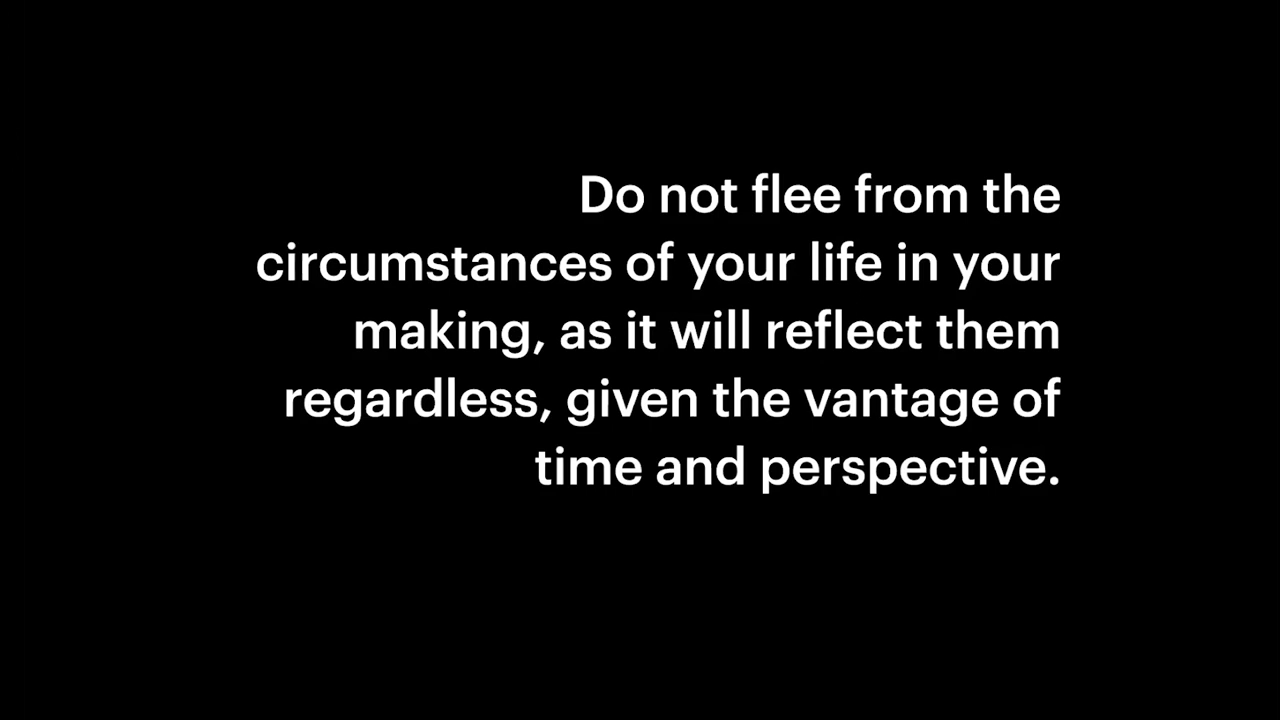 Do not flee from the
circumstances of your life in your
making, as it will reflect them
regardless, given the vantage of
time and perspective.